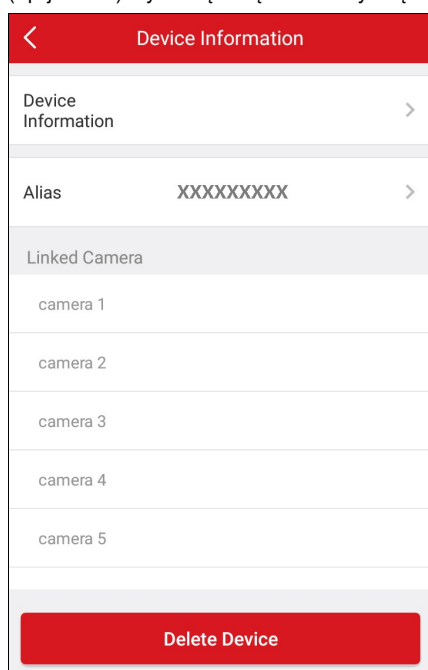 Device Information
Device
Information
Alias XXXXXXXXX
Linked Camera
camera 1
camera 2
camera 3
camera 4
camera 5
Delete Device